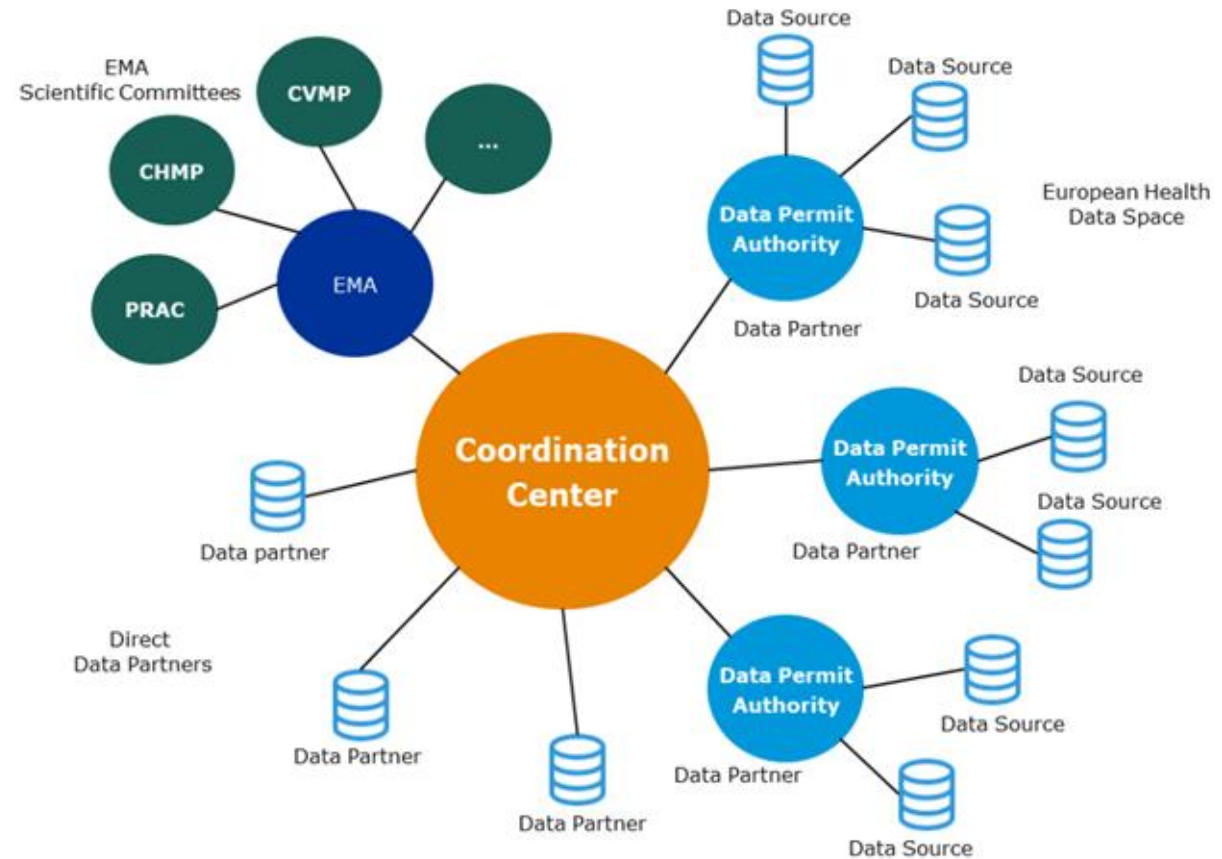 Data Source
EMA
Scientific Committees
CVMP
Data Source
...
CHMP
European Health
Data Space
Data Permit
Authority
PRAC
EMA
Data Source
Data Partner
Data Source
Coordination
Center
Data Permit
Authority
Data Source
Data partner
Data Partner
Direct
Data Partners
Data Permit
Authority
Data Source
Data Partner
Data Partner
Data Partner
Data Source